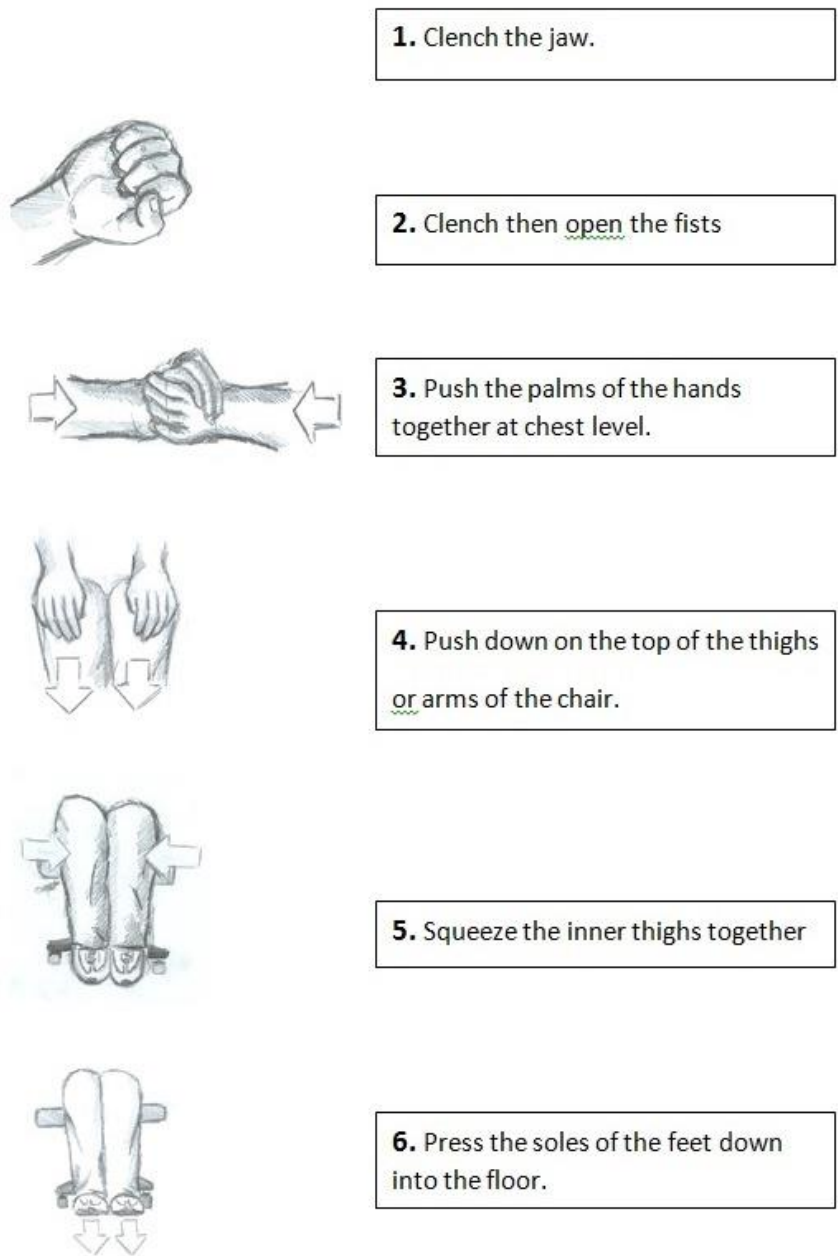 1. Clench the jaw.
2. Clench then open the fists
3. Push the palms of the hands
together at chest level.
4. Push down on the top of the thighs
or arms of the chair.
5. Squeeze the inner thighs together
6. Press the soles of the feet down
into the floor.